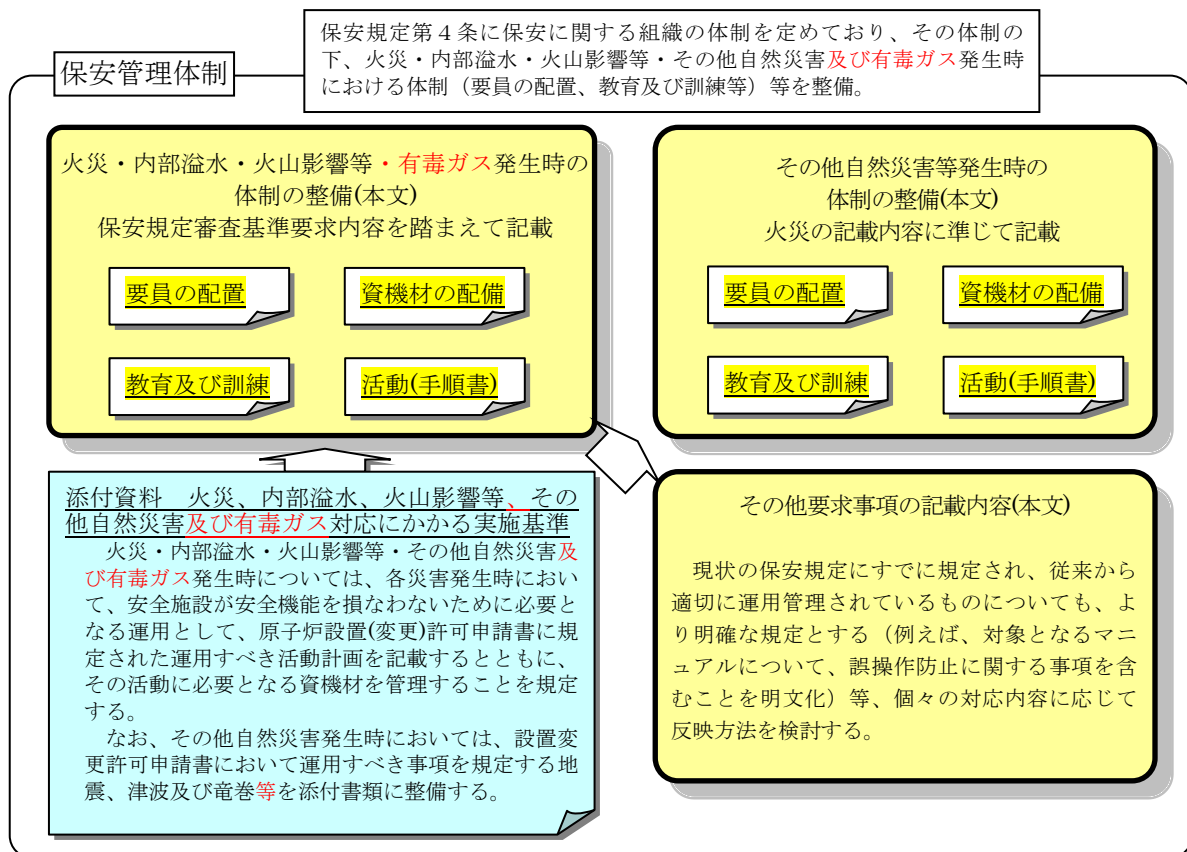 保安規定第４条に保安に関する組織の体制を定めており、その体制の
下、火災・内部溢水・火山影響等・その他自然災害及び有毒ガス発生時
における体制（要員の配置、教育及び訓練等）等を整備。
保安管理体制
火災・内部溢水・火山影響等・有毒ガス発生時の
体制の整備(本文)
保安規定審査基準要求内容を踏まえて記載
要員の配置
資機材の配備
教育及び訓練
活動(手順書)
その他自然災害等発生時の
体制の整備(本文)
火災の記載内容に準じて記載
要員の配置
資機材の配備
教育及び訓練
活動(手順書)
添付資料　火災、内部溢水、火山影響等、その
他自然災害及び有毒ガス対応にかかる実施基準
火災・内部溢水・火山影響等・その他自然災害及
び有毒ガス発生時については、各災害発生時におい
て、安全施設が安全機能を損なわないために必要と
なる運用として、原子炉設置(変更)許可申請書に規
定された運用すべき活動計画を記載するとともに、
その活動に必要となる資機材を管理することを規定
する。
なお、その他自然災害発生時においては、設置変
更許可申請書において運用すべき事項を規定する地
震、津波及び竜巻等を添付書類に整備する。
その他要求事項の記載内容(本文)
現状の保安規定にすでに規定され、従来から
適切に運用管理されているものについても、よ
り明確な規定とする（例えば、対象となるマニ
ュアルについて、誤操作防止に関する事項を含
むことを明文化）等、個々の対応内容に応じて
反映方法を検討する。